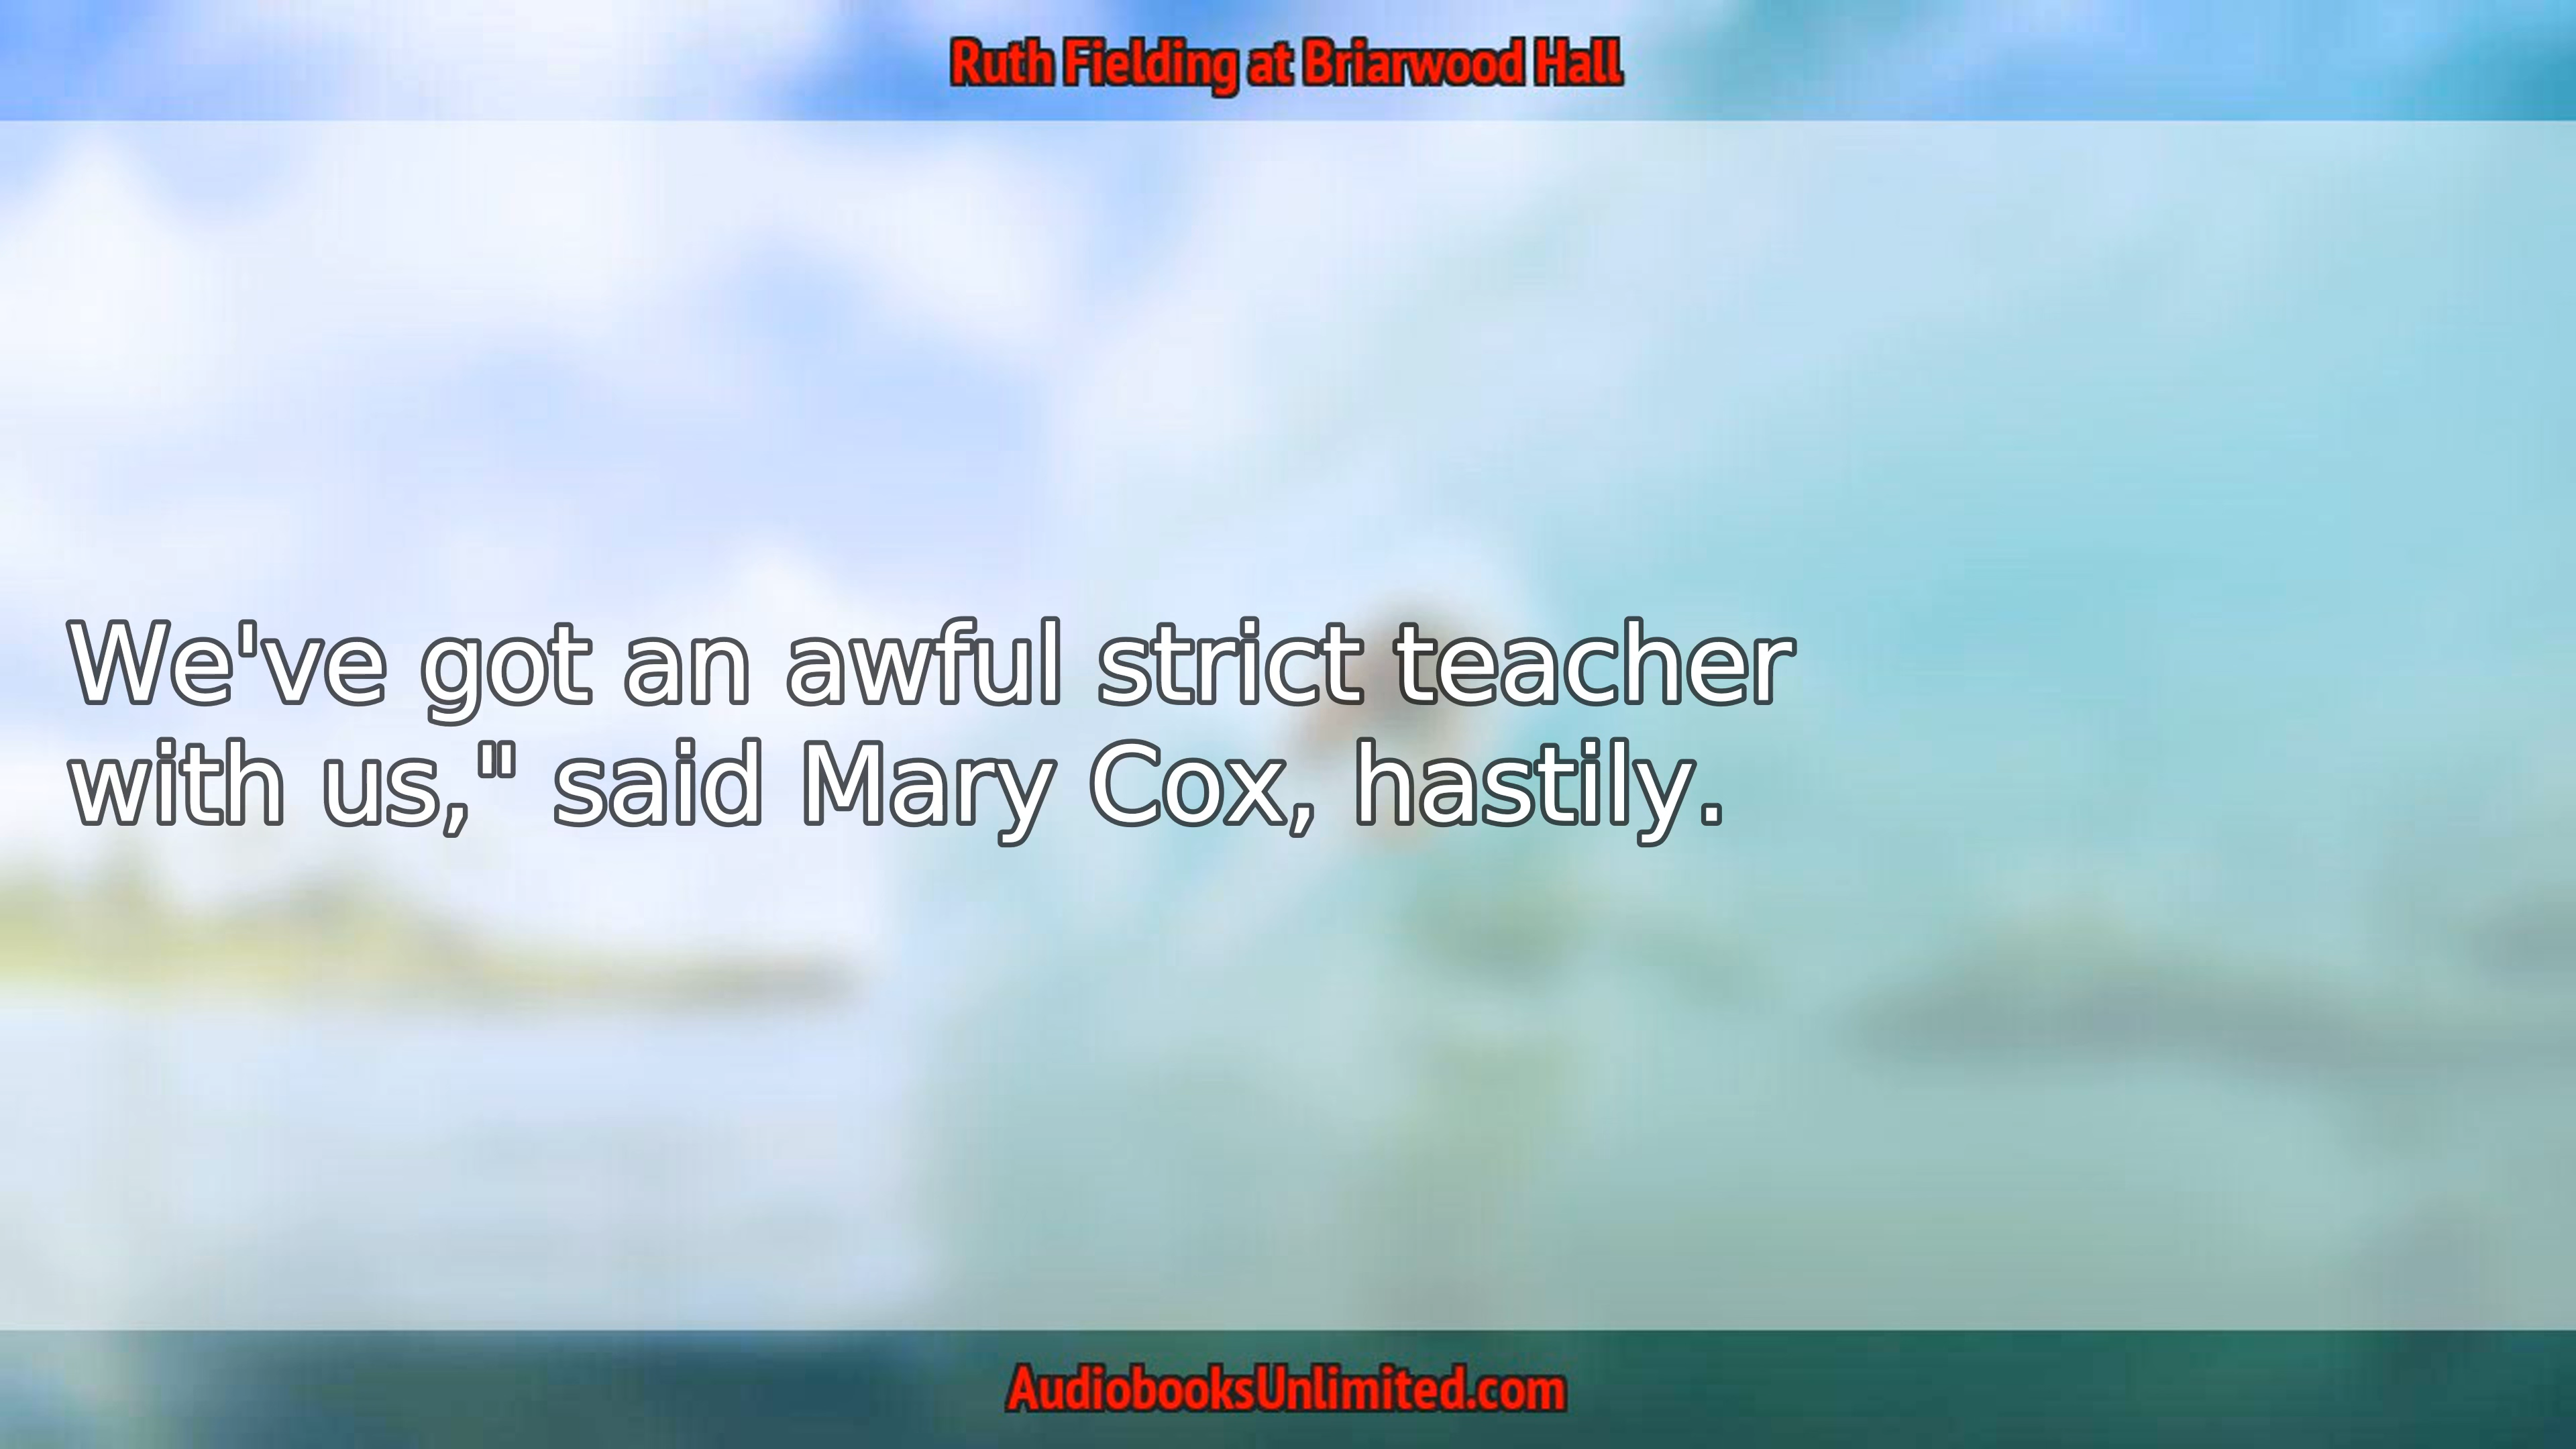 Ruth Fielding at Briarwood Hall
We've got an awful strict teacher
with us," said Mary Cox, hastily.
AudiobooksUnlimited.com